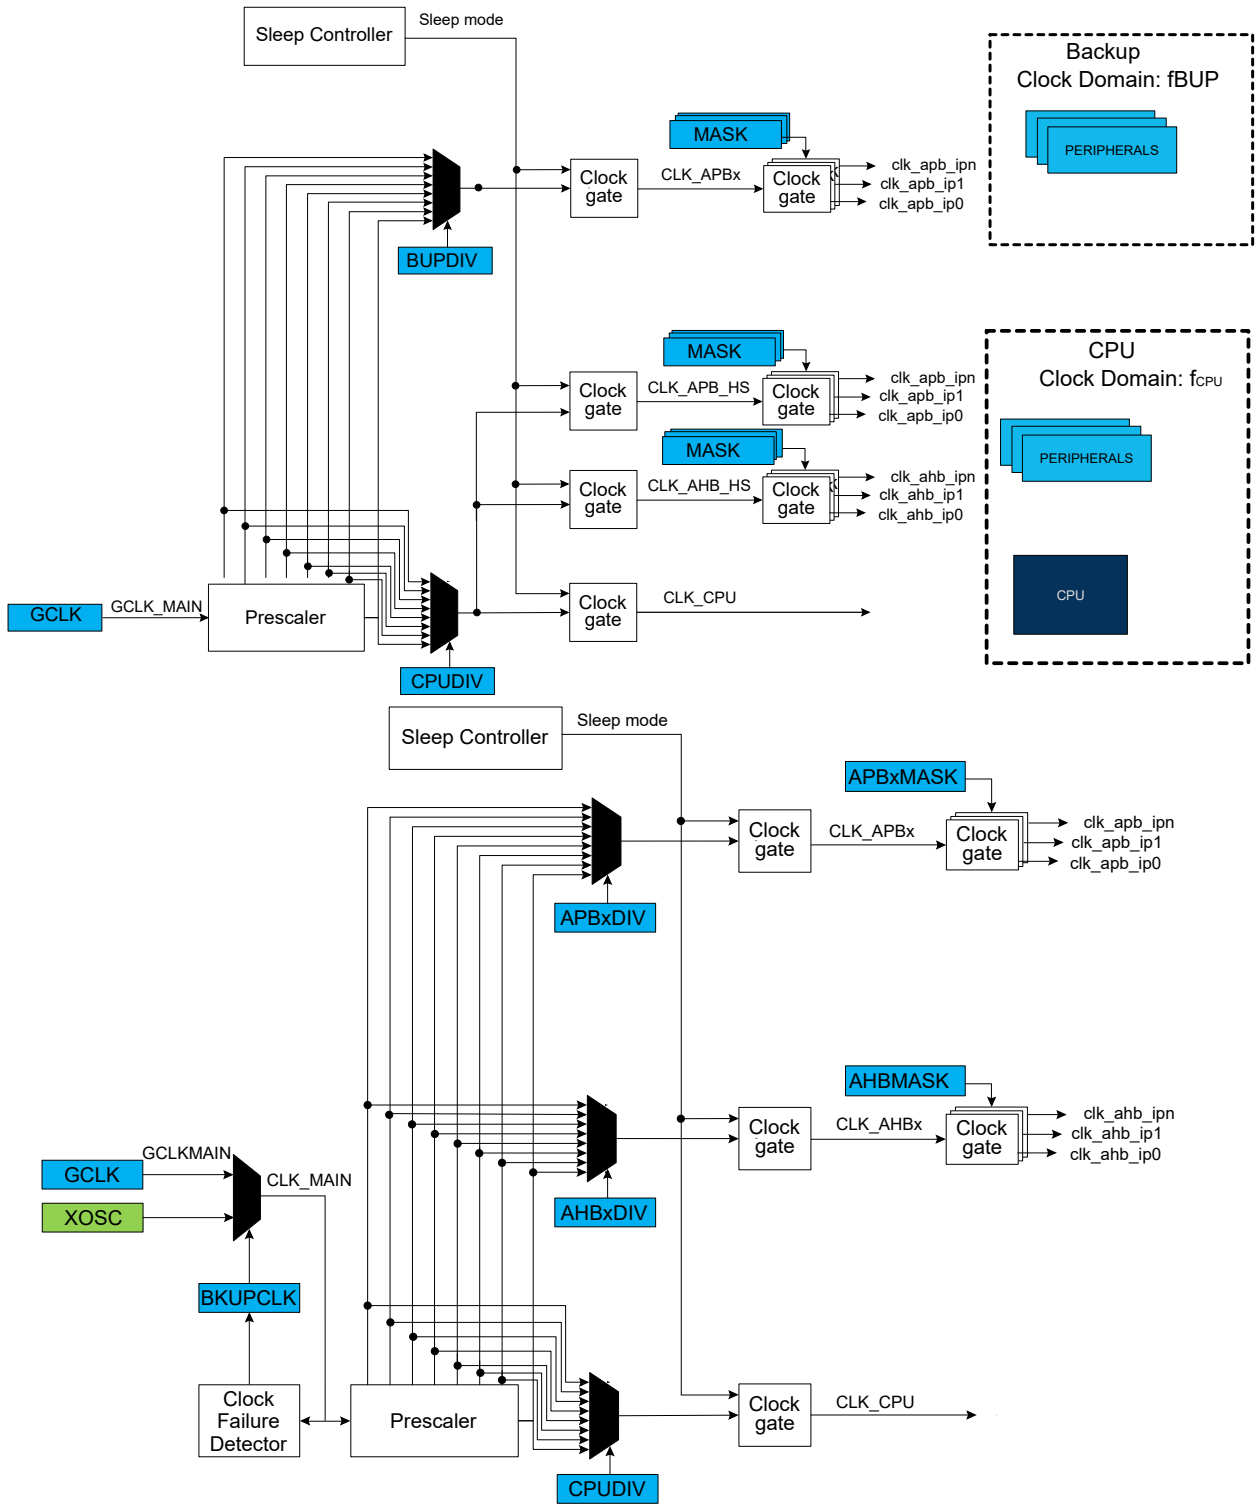 Sleep Controller
Sleep mode
Backup
Clock Domain: fBUP
PERIPHERALS
MASK
Clock
gate
CLK_APBx
Clock
gate
clk_apb_ipn
clk_apb_ip1
clk_apb_ip0
BUPDIV
MASK
Clock
gate
CLK_APB_HS
Clock
gate
clk_apb_ipn
clk_apb_ip1
clk_apb_ip0
CPU
Clock Domain: fCPU
PERIPHERALS
CPU
MASK
Clock
gate
CLK_AHB_HS
Clock
gate
clk_ahb_ipn
clk_ahb_ip1
clk_ahb_ip0
GCLK
GCLK_MAIN
Prescaler
Clock
gate
CLK_CPU
CPUDIV
Sleep Controller
Sleep mode
APBxMASK
Clock
gate
CLK_APBx
Clock
gate
clk_apb_ipn
clk_apb_ip1
clk_apb_ip0
APBxDIV
AHBMASK
Clock
gate
CLK_AHBx
Clock
gate
clk_ahb_ipn
clk_ahb_ip1
clk_ahb_ip0
GCLK
GCLKMAIN
CLK_MAIN
XOSC
AHBxDIV
BKUPCLK
Clock
Failure
Detector
Prescaler
Clock
gate
CLK_CPU
CPUDIV